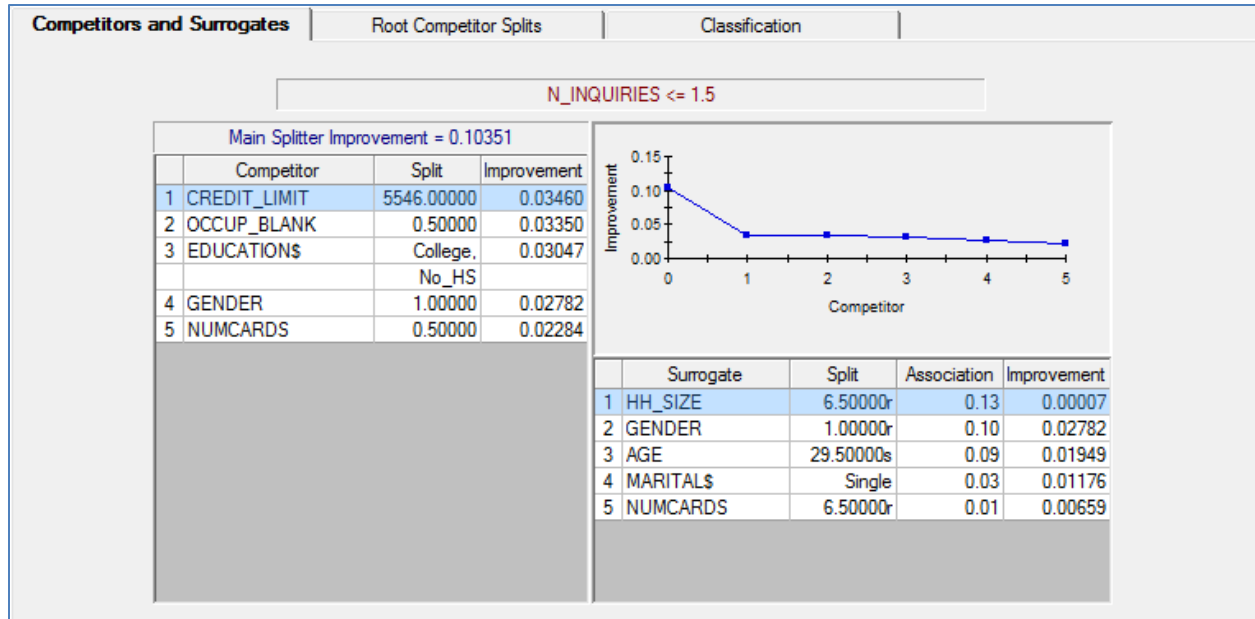 Competitors and Surrogates Root Competitor Splits Classification
N_INQUIRIES <= 1.5
Main Splitter Improvement = 0.10351
Competitor Split Improvement
1 CREDIT_LIMIT 5546.00000 0.03460
2 OCCUP_BLANK 0.50000 0.03350
3 EDUCATION$ College, 0.03047
No_HS
4 GENDER 1.00000 0.02782
5 NUMCARDS 0.50000 0.02284
Improvement
0.15
0.10
0.05
0.00
0 1 2 3 4 5
Competitor
Surrogate Split Association Improvement
1 HH_SIZE 6.50000r 0.13 0.00007
2 GENDER 1.00000r 0.10 0.02782
3 AGE 29.50000s 0.09 0.01949
4 MARITAL$ Single 0.03 0.01176
5 NUMCARDS 6.50000r 0.01 0.00659